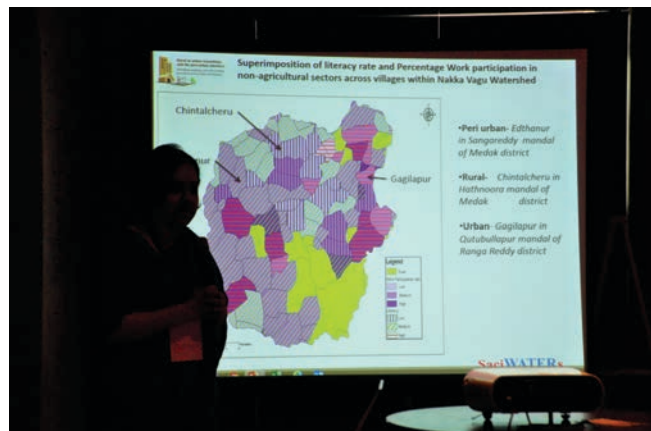 Superimposition of literacy rate and Percentage Work participation in
non-agricultural sectors across villages within Nakka Vagu Watershed
Chintalcheru
Gagilapur
•Peri urban- Edthanur
in Sangareddy mandal
of Medak district
•Rural- Chintalcheru in
Hathnoora mandal of
Medak district
•Urban- Gagilapur in
Qutubullapur mandal of
Ranga Reddy district
Legend
SaciWATERs